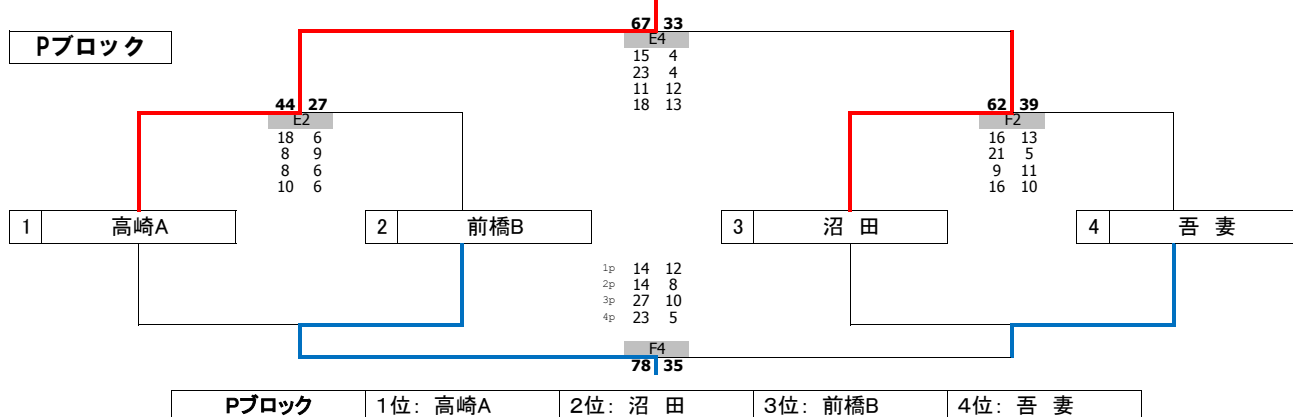 67 33
Pブロック
E4
15 4
23 4
11 12
18 13
44 27
E2
18 6
8 9
8 6
10 6
62 39
F2
16 13
21 5
9 11
16 10
1 高崎A
2 前橋B
3 沼 田
4 吾 妻
1p 14 12
2p 14 8
3p 27 10
4p 23 5
F4
78 35
Pブロック 1位: 高崎A 2位: 沼 田 3位: 前橋B 4位: 吾 妻